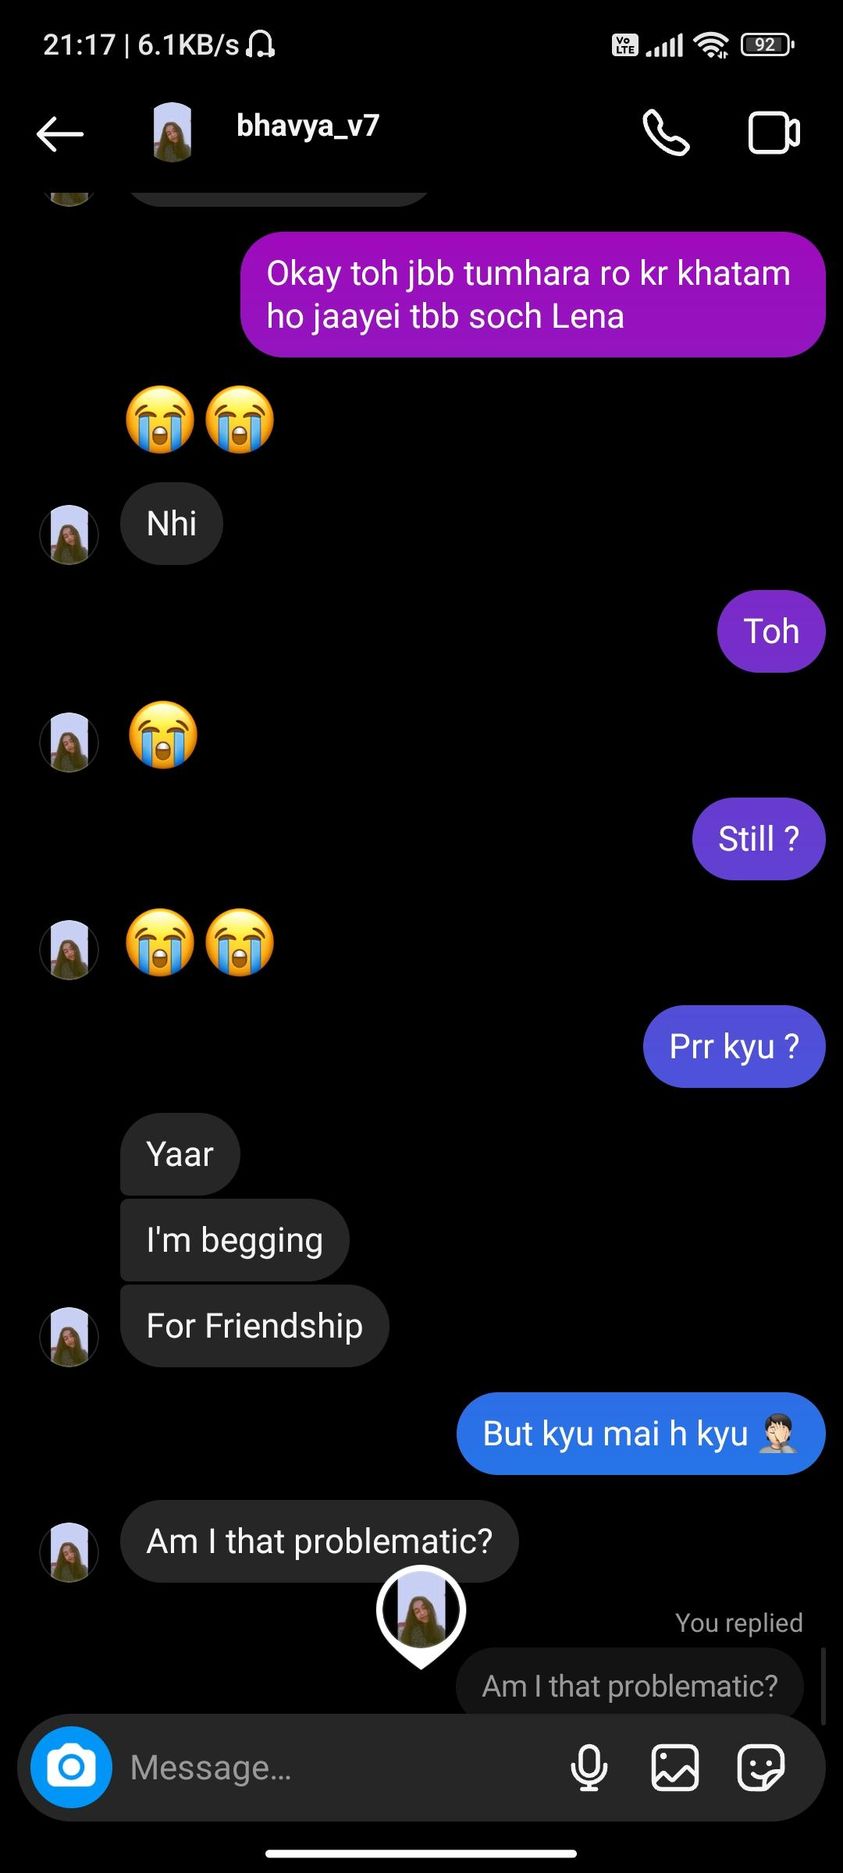 21:17 | 6.1KB/s
Vo
LTE
92
bhavya_v7
Okay toh jbb tumhara ro kr khatam
ho jaayei tbb soch Lena
😭😭
Nhi
Toh
😭
Still ?
😭😭
Prr kyu ?
Yaar
I'm begging
For Friendship
But kyu mai h kyu 🤦🏻
Am I that problematic?
You replied
Am I that problematic?
Message...